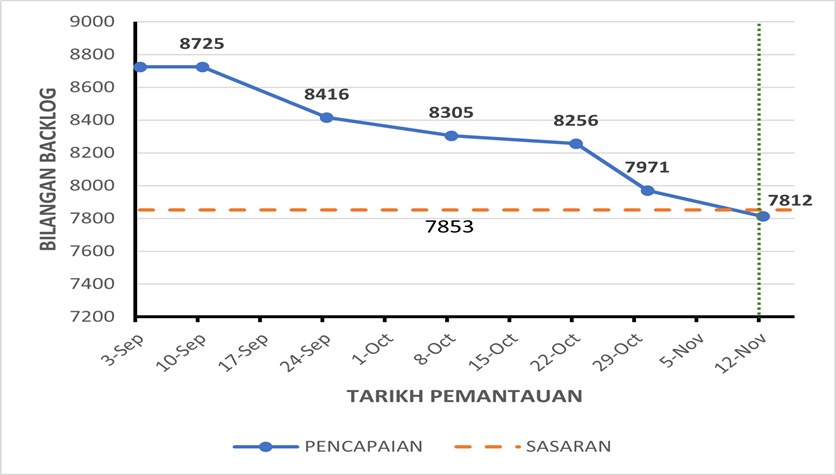 9000
8800
8600
8400
8200
8000
7800
7600
7400
7200
BILANGAN BACKLOG
8725
8416
8305
8256
7971
7812
7853
3-Sep
10-Sep
17-Sep
24-Sep
1-Oct
8-Oct
15-Oct
22-Oct
29-Oct
5-Nov
12-Nov
TARIKH PEMANTAUAN
PENCAPAIAN
SASARAN